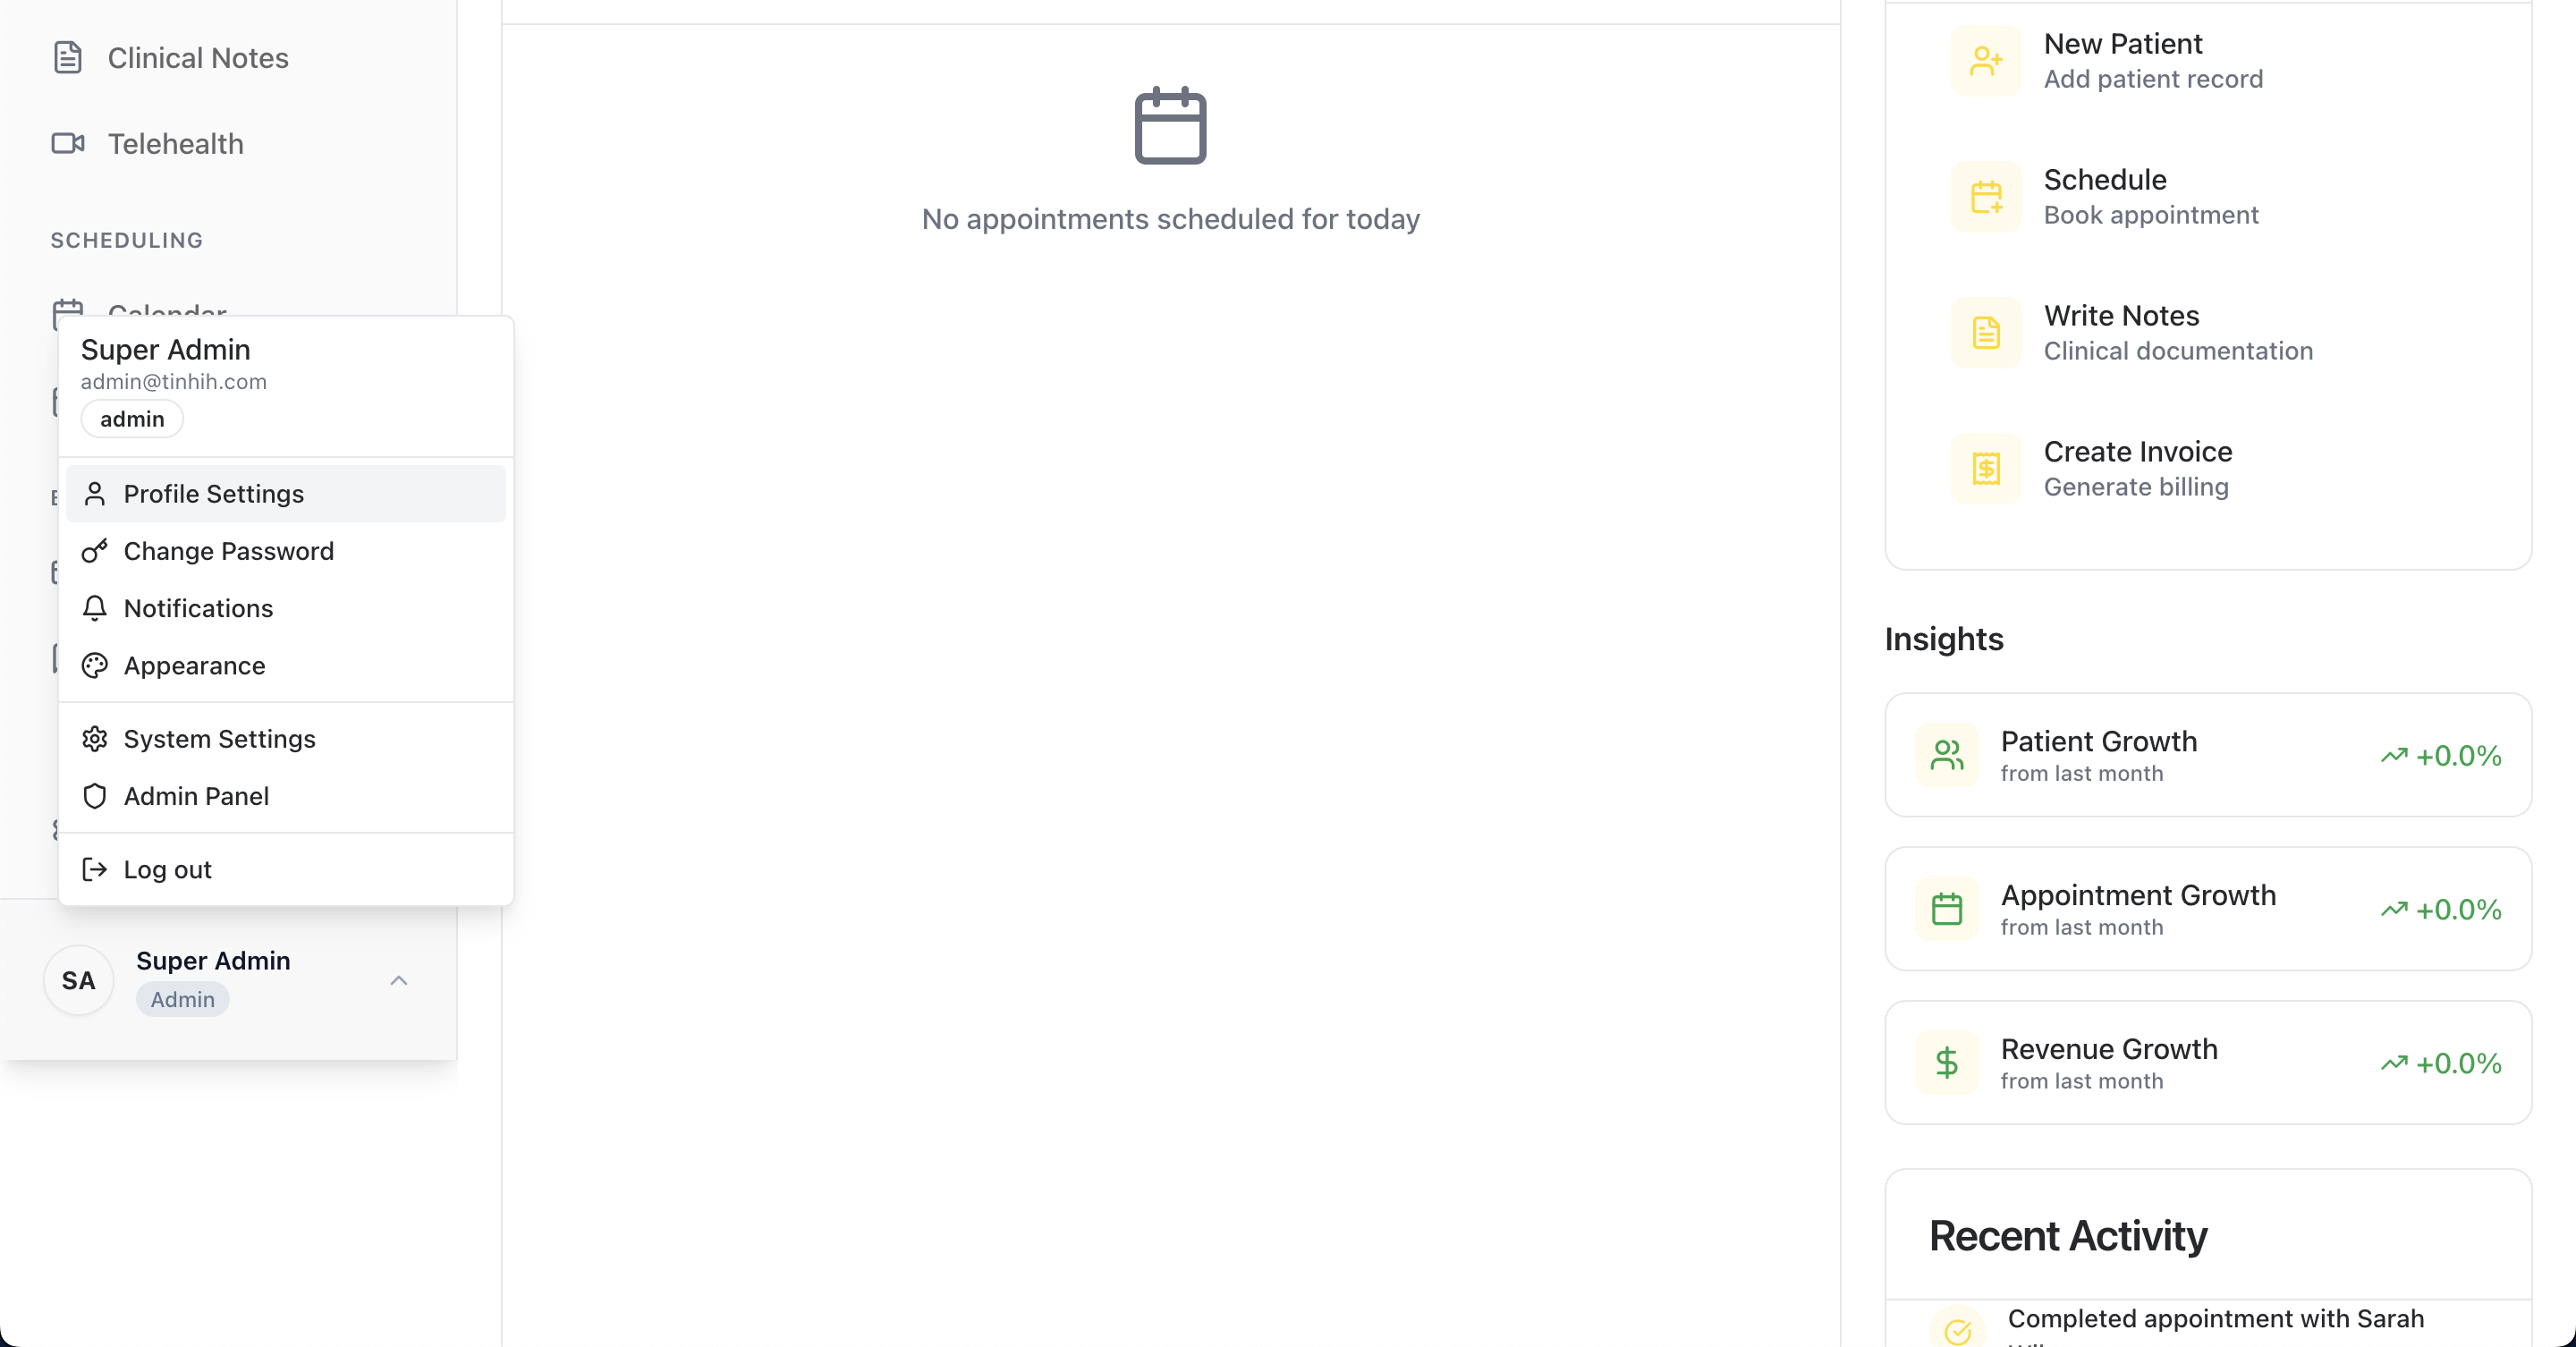 Clinical Notes
Telehealth
SCHEDULING
Calendar
Super Admin
admin@tinhih.com
admin
Profile Settings
Change Password
Notifications
Appearance
System Settings
Admin Panel
Log out
SA
Super Admin
Admin
No appointments scheduled for today
New Patient
Add patient record
Schedule
Book appointment
Write Notes
Clinical documentation
Create Invoice
Generate billing
Insights
Patient Growth
from last month
+0.0%
Appointment Growth
from last month
+0.0%
Revenue Growth
from last month
+0.0%
Recent Activity
Completed appointment with Sarah